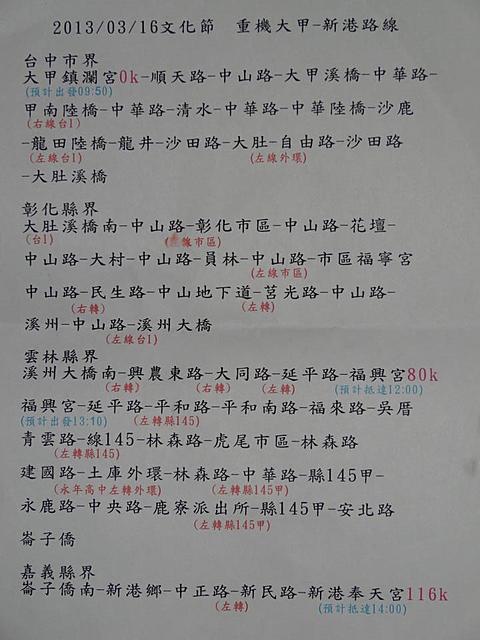 2013/03/16文化節 重機大甲-新港路線
台中市界
大甲鎮瀾宮0k-順天路-中山路-大甲溪橋-中華路-
(預計出發09:50)
甲南陸橋-中華路-清水-中華路-中華陸橋-沙鹿
(右線台1)
-龍田陸橋-龍井-沙田路-大肚-自由路-沙田路
(左線台1) (左線外環)
-大肚溪橋
彰化縣界
大肚溪橋南-中山路-彰化市區-中山路-花壇-
(台1) 線市區)
中山路-大村-中山路-員林-中山路-市區福寧宮
(左線市區)
中山路-民生路-中山地下道-莒光路-中山路-
(右轉) (左轉)
溪州-中山路-溪州大橋
(左線台1)
雲林縣界
溪州大橋南-興農東路-大同路-延平路-福興宮80k
(右轉) (右轉) (左轉) (預計抵達12:00)
福興宮-延平路-平和路-平和南路-福來路-吳厝
(預計出發13:10) (左轉縣145)
青雲路-線145-林森路-虎尾市區-林森路
(左轉縣145)
建國路-土庫外環-林森路-中華路-縣145甲-
(永年高中左轉外環) (左轉縣145甲)
永鹿路-中央路-鹿寮派出所-縣145甲-安北路
(左轉縣145甲)
崙子僑
嘉義縣界
崙子僑南-新港鄉-中正路-新民路-新港奉天宮116k
(左轉) (預計抵達14:00)